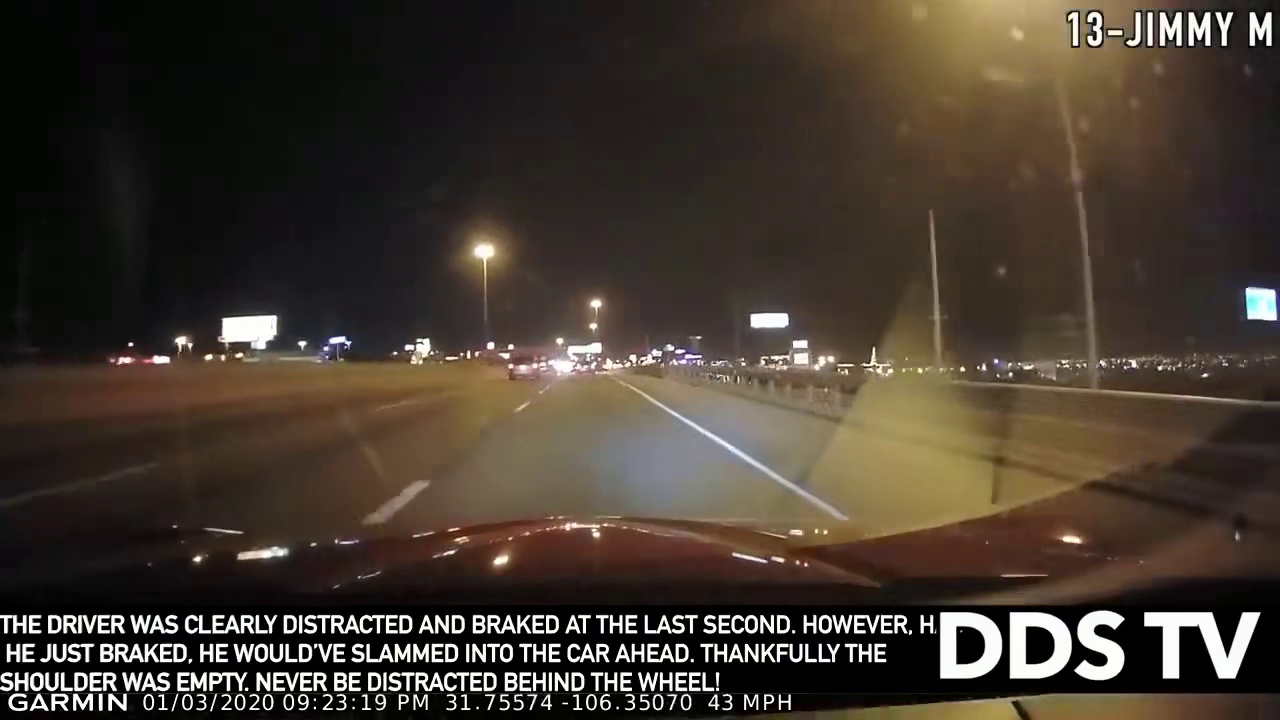 13-JIMMY M
THE DRIVER WAS CLEARLY DISTRACTED AND BRAKED AT THE LAST SECOND. HOWEVER,
HE JUST BRAKED, HE WOULD'VE SLAMMED INTO THE CAR AHEAD. THANKFULLY THE
SHOULDER WAS EMPTY. NEVER BE DISTRACTED BEHIND THE WHEEL!
DDS TV
GARMIN 01/03/2020 09:23:19 PM 31.75574 -106.35070 43 MPH